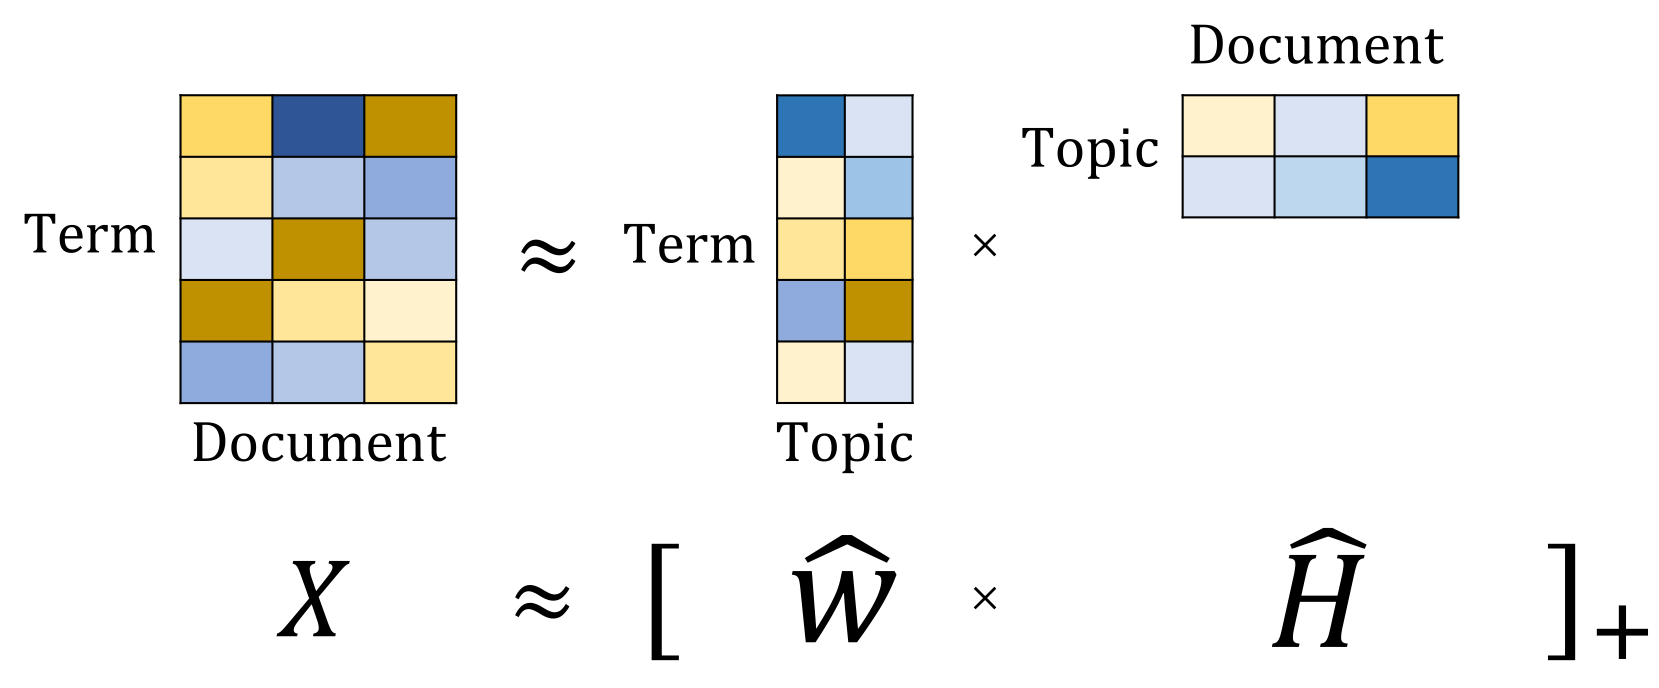 Document
Topic
Term ≈ Term ×
Document Topic
X ≈ [ Ŵ × Ĥ ]₊